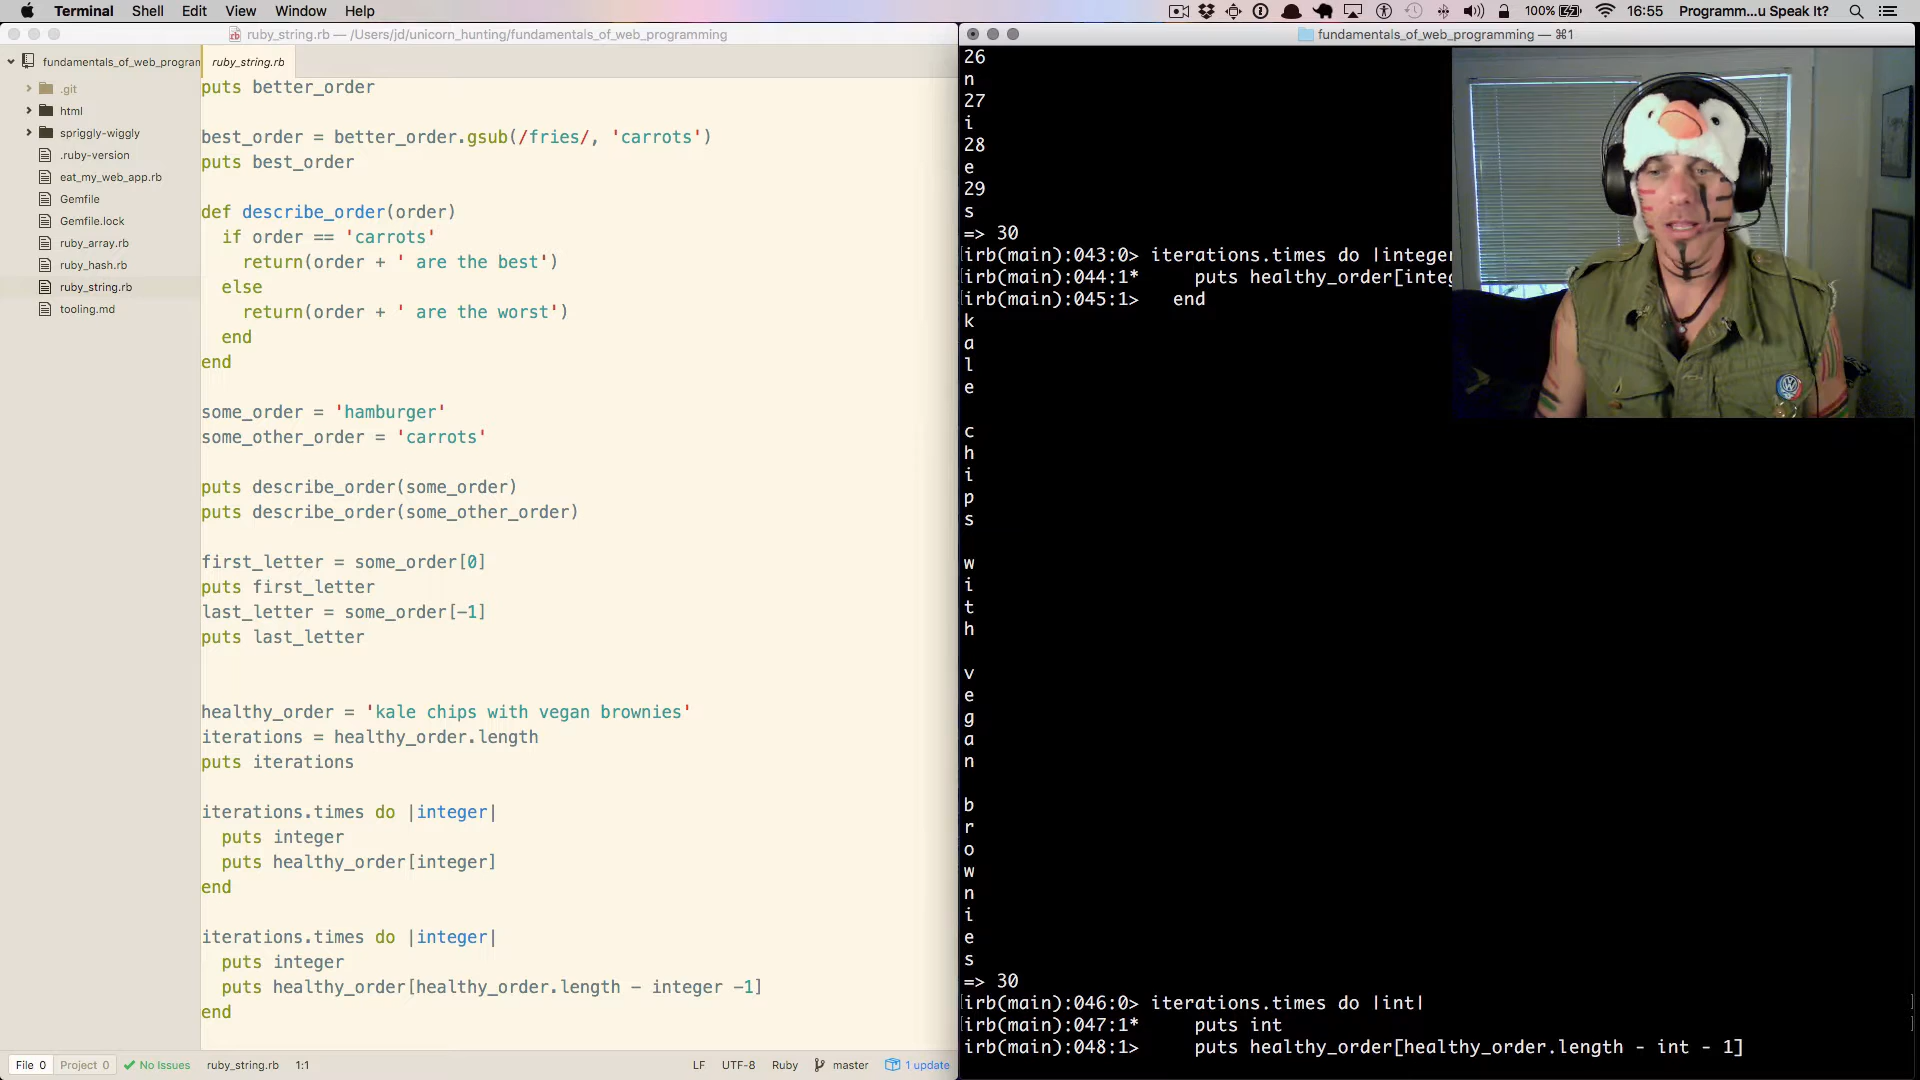 Terminal Shell Edit View Window Help
100% 16:55 Programm...u Speak It?
ruby_string.rb — /Users/jd/unicorn_hunting/fundamentals_of_web_programming
fundamentals_of_web_program
.git
html
spriggly-wiggly
.ruby-version
eat_my_web_app.rb
Gemfile
Gemfile.lock
ruby_array.rb
ruby_hash.rb
ruby_string.rb
tooling.md
ruby_string.rb
puts better_order
best_order = better_order.gsub(/fries/, 'carrots')
puts best_order
def describe_order(order)
if order == 'carrots'
return(order + ' are the best')
else
return(order + ' are the worst')
end
end
some_order = 'hamburger'
some_other_order = 'carrots'
puts describe_order(some_order)
puts describe_order(some_other_order)
first_letter = some_order[0]
puts first_letter
last_letter = some_order[-1]
puts last_letter
healthy_order = 'kale chips with vegan brownies'
iterations = healthy_order.length
puts iterations
iterations.times do |integer|
puts integer
puts healthy_order[integer]
end
iterations.times do |integer|
puts integer
puts healthy_order[healthy_order.length - integer -1]
end
File 0 Project 0 No Issues ruby_string.rb 1:1 LF UTF-8 Ruby master 1 update
fundamentals_of_web_programming — ⌘1
26
n
27
i
28
e
29
s
=> 30
irb(main):043:0> iterations.times do |integer
irb(main):044:1* puts healthy_order[integ
irb(main):045:1> end
k
a
l
e
c
h
i
p
s
w
i
t
h
v
e
g
a
n
b
r
o
w
n
i
e
s
=> 30
irb(main):046:0> iterations.times do |int|
irb(main):047:1* puts int
irb(main):048:1> puts healthy_order[healthy_order.length - int - 1]